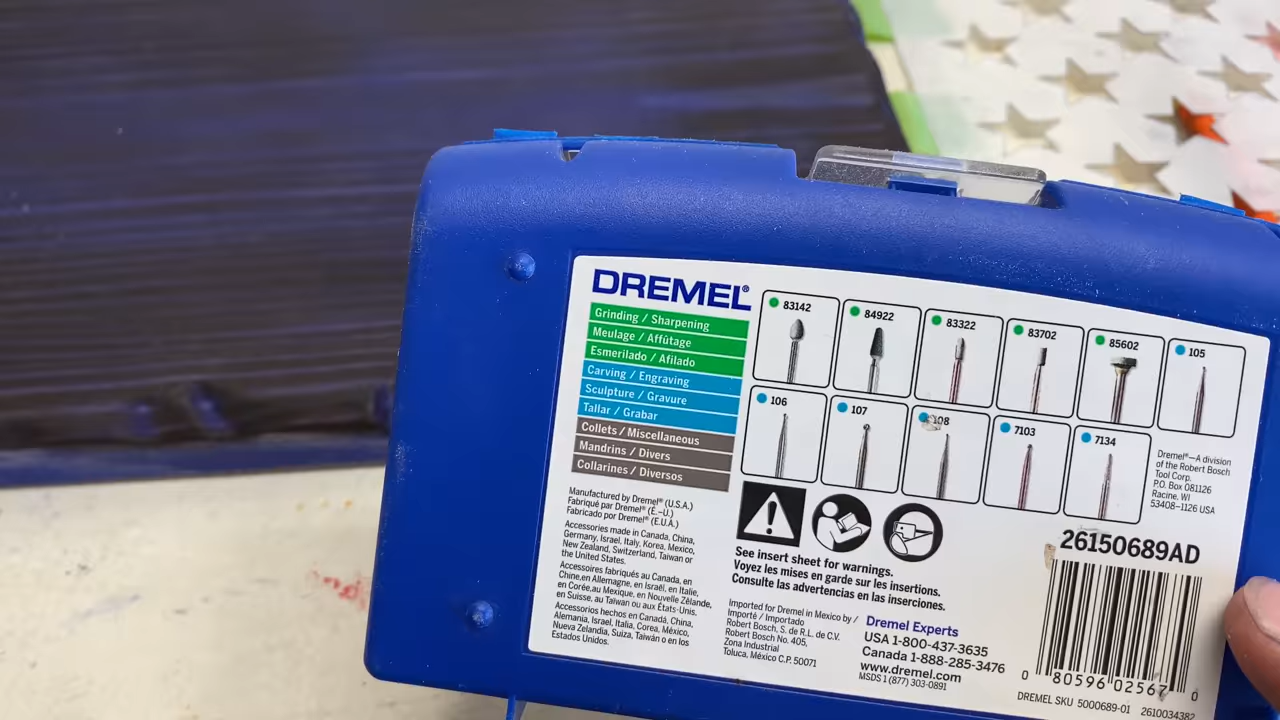 DREMEL®
Grinding / Sharpening
Meulage / Affûtage
Esmerilado / Afilado
Carving / Engraving
Sculpture / Gravure
Tallar / Grabar
Collets / Miscellaneous
Mandrins / Divers
Collarines / Diversos
83142
84922
83322
83702
85602
105
106
107
108
7103
7134
Dremel®—A division
of the Robert Bosch
Tool Corp.
P.O. Box 081126
Racine, WI
53408-1126 USA
Manufactured by Dremel® (U.S.A.)
Fabriqué par Dremel® (É.-U.)
Fabricado por Dremel® (E.U.A.)
Accessories made in Canada, China,
Germany, Israel, Italy, Korea, Mexico,
New Zealand, Switzerland, Taiwan or
the United States.
Accessoires fabriqués au Canada, en
Chine,en Allemagne, en Israël, en Italie,
en Corée,au Mexique, en Nouvelle Zélande,
en Suisse, au Taiwan ou aux États-Unis.
Accesorios hechos en Canadá, China,
Alemania, Israel, Italia, Corea, México,
Nueva Zelandia, Suiza, Taiwán o en los
Estados Unidos.
See insert sheet for warnings.
Voyez les mises en garde sur les insertions.
Consulte las advertencias en las inserciones.
Imported for Dremel in Mexico by /
Importé / Importado
Robert Bosch, S. de R.L. de C.V.
Robert Bosch No. 405,
Zona Industrial
Toluca, México C.P. 50071
Dremel Experts
USA 1-800-437-3635
Canada 1-888-285-3476
www.dremel.com
MSDS 1 (877) 303-0891
26150689AD
0 80596 02567 0
DREMEL SKU 5000689-01 2610034382